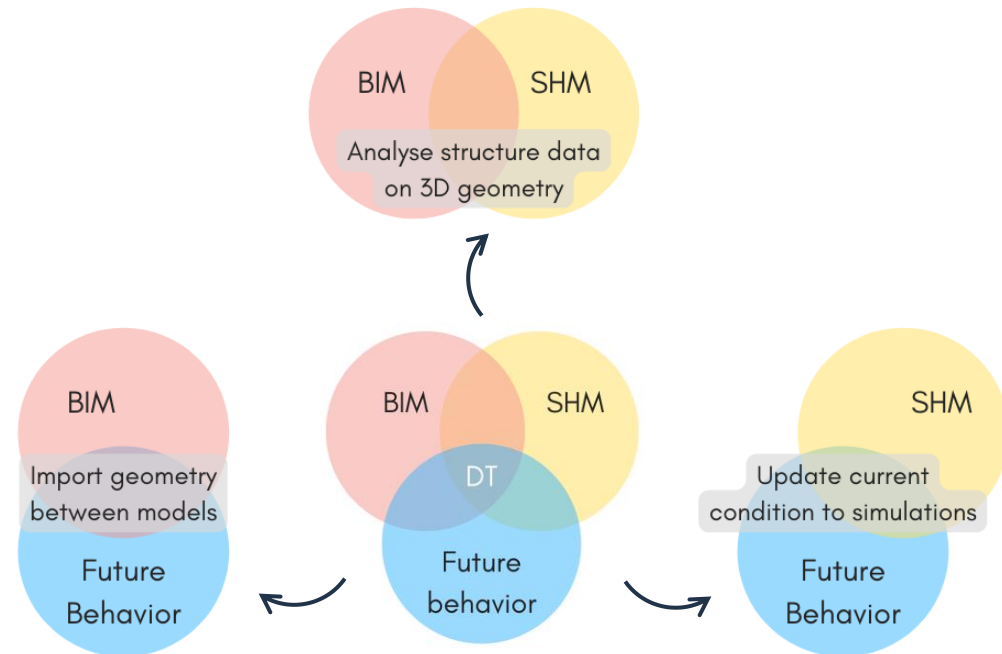 BIM
SHM
Analyse structure data
on 3D geometry
BIM
Import geometry
between models
Future
Behavior
BIM
SHM
DT
Future
behavior
SHM
Update current
condition to simulations
Future
Behavior